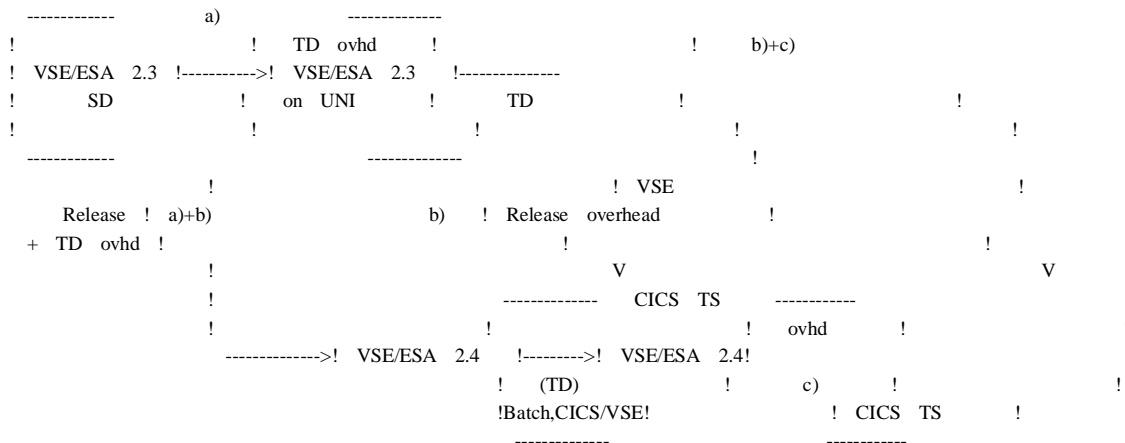 ------------- a) --------------
! ! TD ovhd ! ! b)+c)
! VSE/ESA 2.3 !----------->! VSE/ESA 2.3 !---------------
! SD ! on UNI ! TD ! !
! ! ! ! !
------------- -------------- !
! ! VSE !
Release ! a)+b) b) ! Release overhead !
+ TD ovhd ! ! !
! V V
! -------------- CICS TS ------------
! ! ! ovhd !
-------------->! VSE/ESA 2.4 !--------->! VSE/ESA 2.4!
! (TD) ! c) ! !
!Batch,CICS/VSE! ! CICS TS !
-------------- ------------